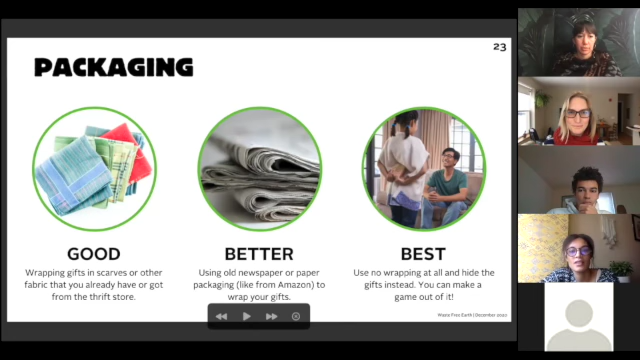 23
PACKAGING
GOOD
Wrapping gifts in scarves or other
fabric that you already have or got
from the thrift store.
BETTER
Using old newspaper or paper
packaging (like from Amazon) to
wrap your gifts.
BEST
Use no wrapping at all and hide the
gifts instead. You can make a
game out of it!
Waste Free Earth | December 2020